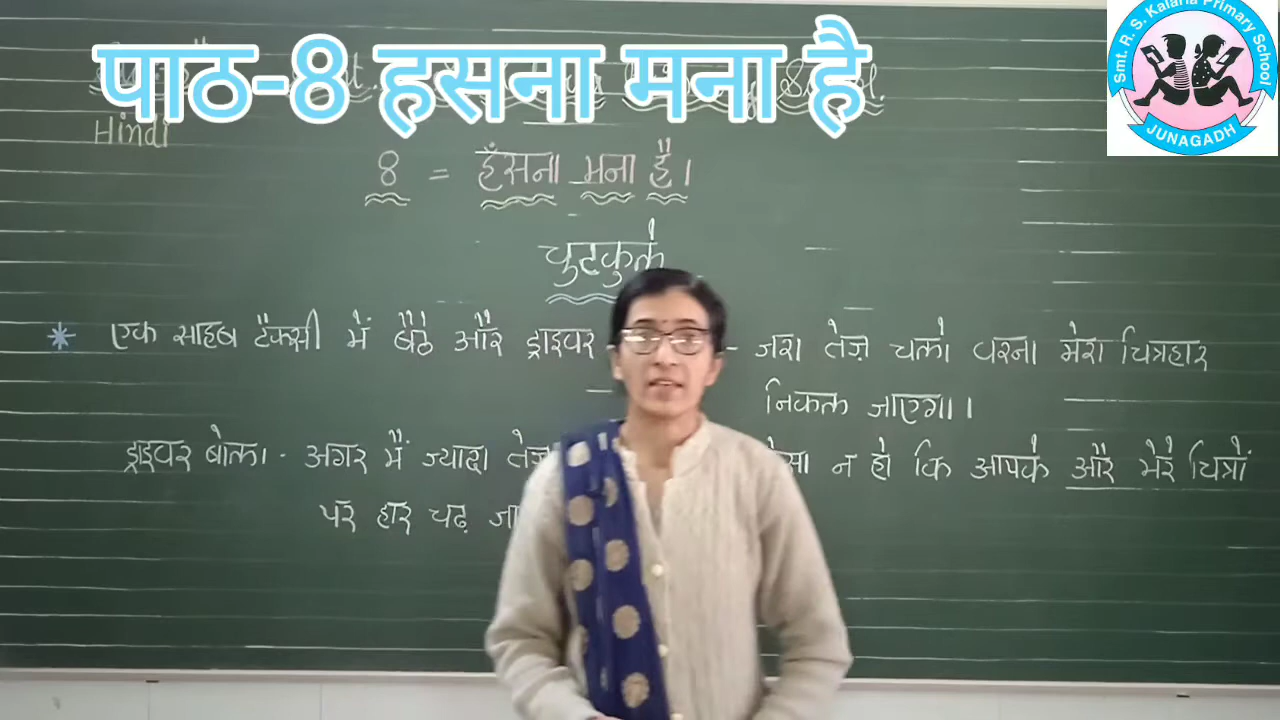 पाठ-8 हसना मना है
Smt. R. S. Kalaria Primary School
JUNAGADH
Hindi
8 = हँसना मना है।
चुटकुले
* एक साहब टैक्सी में बैठे और ड्राइवर - जरा तेज़ चलो वरना मेरा चित्रहार
निकल जाएगा।
ड्राइवर बोला - अगर मैं ज्यादा तेज़ न हो कि आपके और मेरे चित्रों
पर हार चढ़